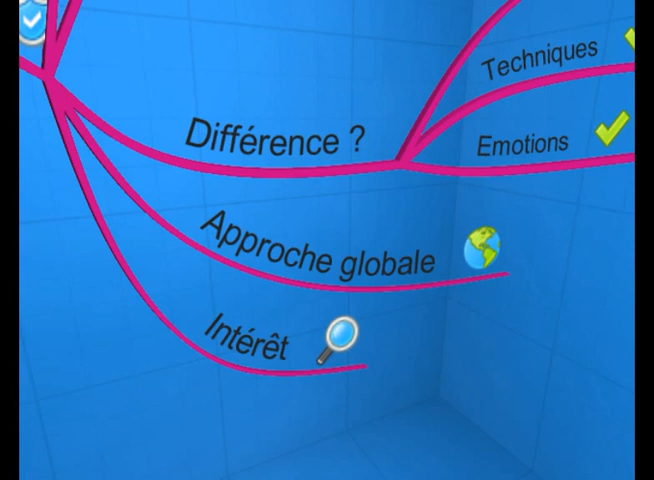 Techniques
Emotions
Différence ?
Approche globale
Intérêt